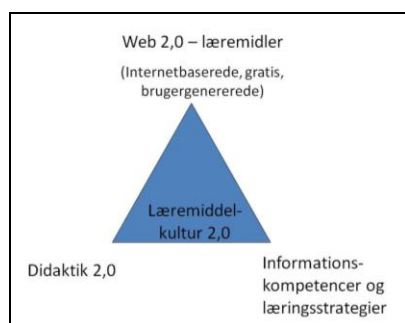 Web 2,0 – læremidler
(Internetbaserede, gratis,
brugergenererede)
Læremiddel-
kultur 2,0
Didaktik 2,0
Informations-
kompetencer og
læringsstrategier